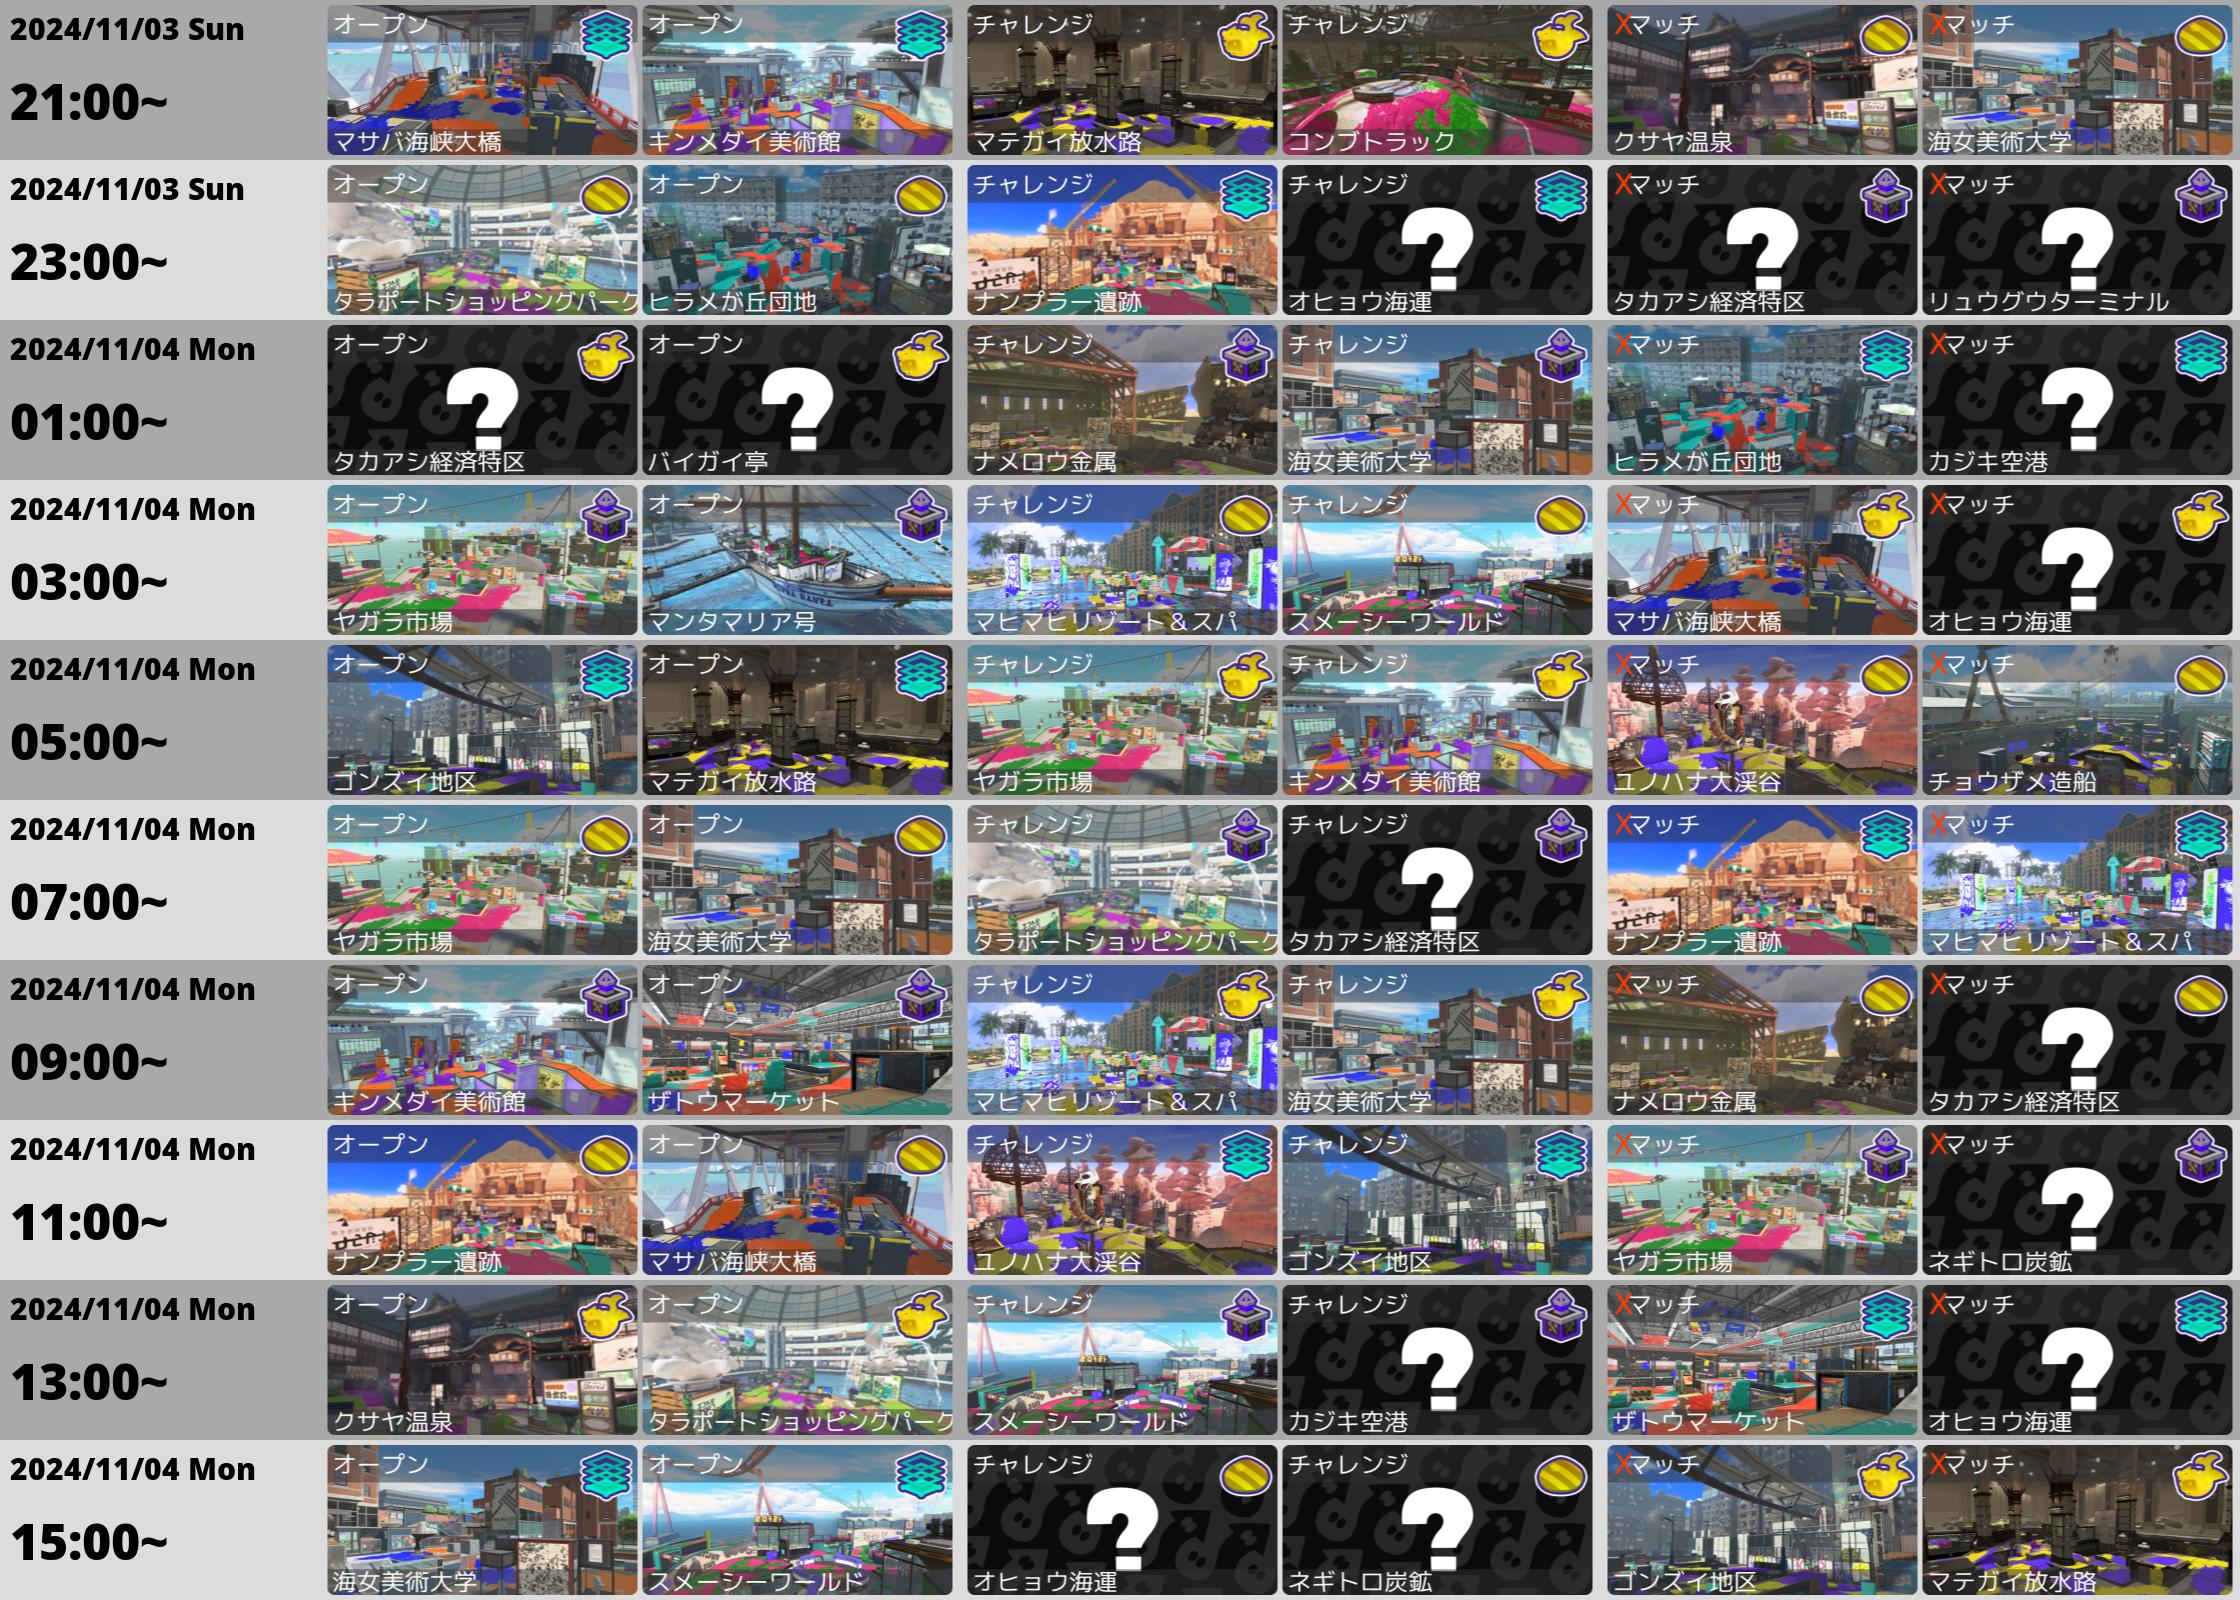 2024/11/03 Sun
21:00~
オープン
マサバ海峡大橋
オープン
キンメダイ美術館
チャレンジ
マテガイ放水路
チャレンジ
コンブトラック
Xマッチ
クサヤ温泉
Xマッチ
海女美術大学
2024/11/03 Sun
23:00~
オープン
タラポートショッピングパーク
オープン
ヒラメが丘団地
チャレンジ
ナンプラー遺跡
チャレンジ
?
オヒョウ海運
Xマッチ
?
タカアシ経済特区
Xマッチ
?
リュウグウターミナル
2024/11/04 Mon
01:00~
オープン
?
タカアシ経済特区
オープン
?
バイガイ亭
チャレンジ
ナメロウ金属
チャレンジ
海女美術大学
Xマッチ
ヒラメが丘団地
Xマッチ
?
カジキ空港
2024/11/04 Mon
03:00~
オープン
ヤガラ市場
オープン
マンタマリア号
チャレンジ
マヒマヒリゾート＆スパ
チャレンジ
スメーシーワールド
Xマッチ
マサバ海峡大橋
Xマッチ
?
オヒョウ海運
2024/11/04 Mon
05:00~
オープン
ゴンズイ地区
オープン
マテガイ放水路
チャレンジ
ヤガラ市場
チャレンジ
キンメダイ美術館
Xマッチ
ユノハナ大渓谷
Xマッチ
チョウザメ造船
2024/11/04 Mon
07:00~
オープン
ヤガラ市場
オープン
海女美術大学
チャレンジ
タラポートショッピングパーク
チャレンジ
?
タカアシ経済特区
Xマッチ
ナンプラー遺跡
Xマッチ
マヒマヒリゾート＆スパ
2024/11/04 Mon
09:00~
オープン
キンメダイ美術館
オープン
ザトウマーケット
チャレンジ
マヒマヒリゾート＆スパ
チャレンジ
海女美術大学
Xマッチ
ナメロウ金属
Xマッチ
?
タカアシ経済特区
2024/11/04 Mon
11:00~
オープン
ナンプラー遺跡
オープン
マサバ海峡大橋
チャレンジ
ユノハナ大渓谷
チャレンジ
ゴンズイ地区
Xマッチ
ヤガラ市場
Xマッチ
?
ネギトロ炭鉱
2024/11/04 Mon
13:00~
オープン
クサヤ温泉
オープン
タラポートショッピングパーク
チャレンジ
スメーシーワールド
チャレンジ
?
カジキ空港
Xマッチ
ザトウマーケット
Xマッチ
?
オヒョウ海運
2024/11/04 Mon
15:00~
オープン
海女美術大学
オープン
スメーシーワールド
チャレンジ
?
オヒョウ海運
チャレンジ
?
ネギトロ炭鉱
Xマッチ
ゴンズイ地区
Xマッチ
マテガイ放水路